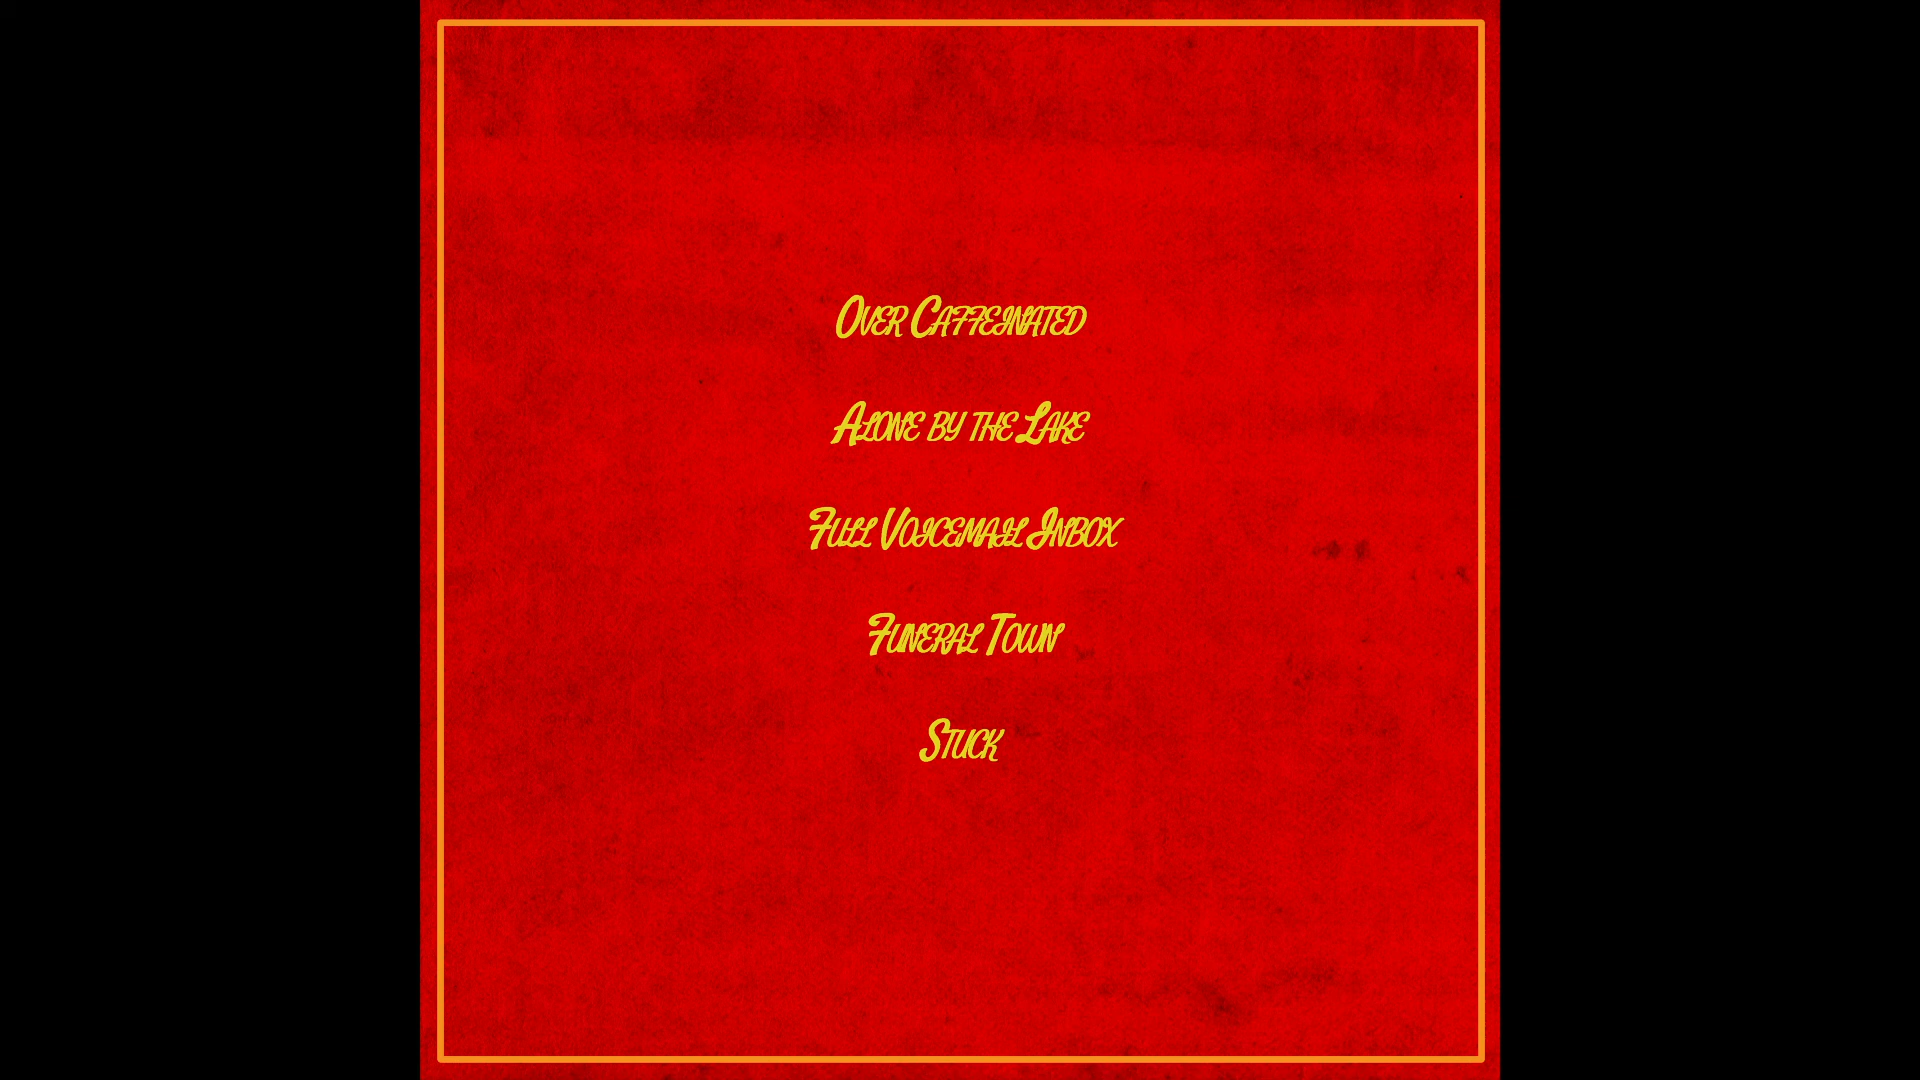 Over Caffeinated
Alone by the Lake
Full Voicemail Inbox
Funeral Town
Stuck